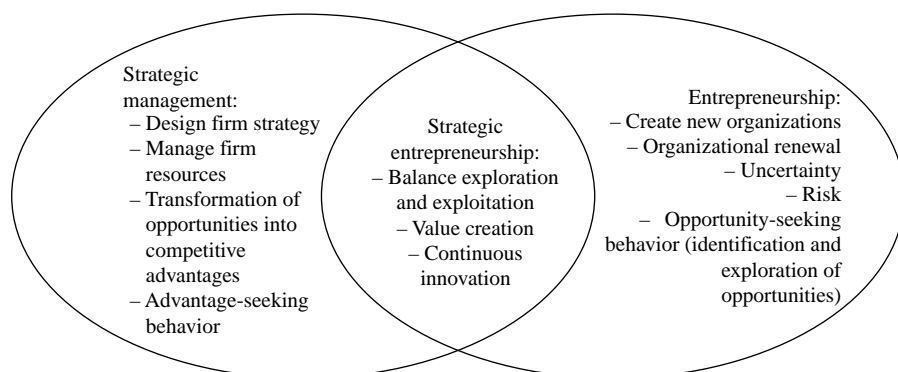 Strategic
management:
– Design firm strategy
– Manage firm
resources
– Transformation of
opportunities into
competitive
advantages
– Advantage-seeking
behavior
Strategic
entrepreneurship:
– Balance exploration
and exploitation
– Value creation
– Continuous
innovation
Entrepreneurship:
– Create new organizations
– Organizational renewal
– Uncertainty
– Risk
– Opportunity-seeking
behavior (identification and
exploration of
opportunities)